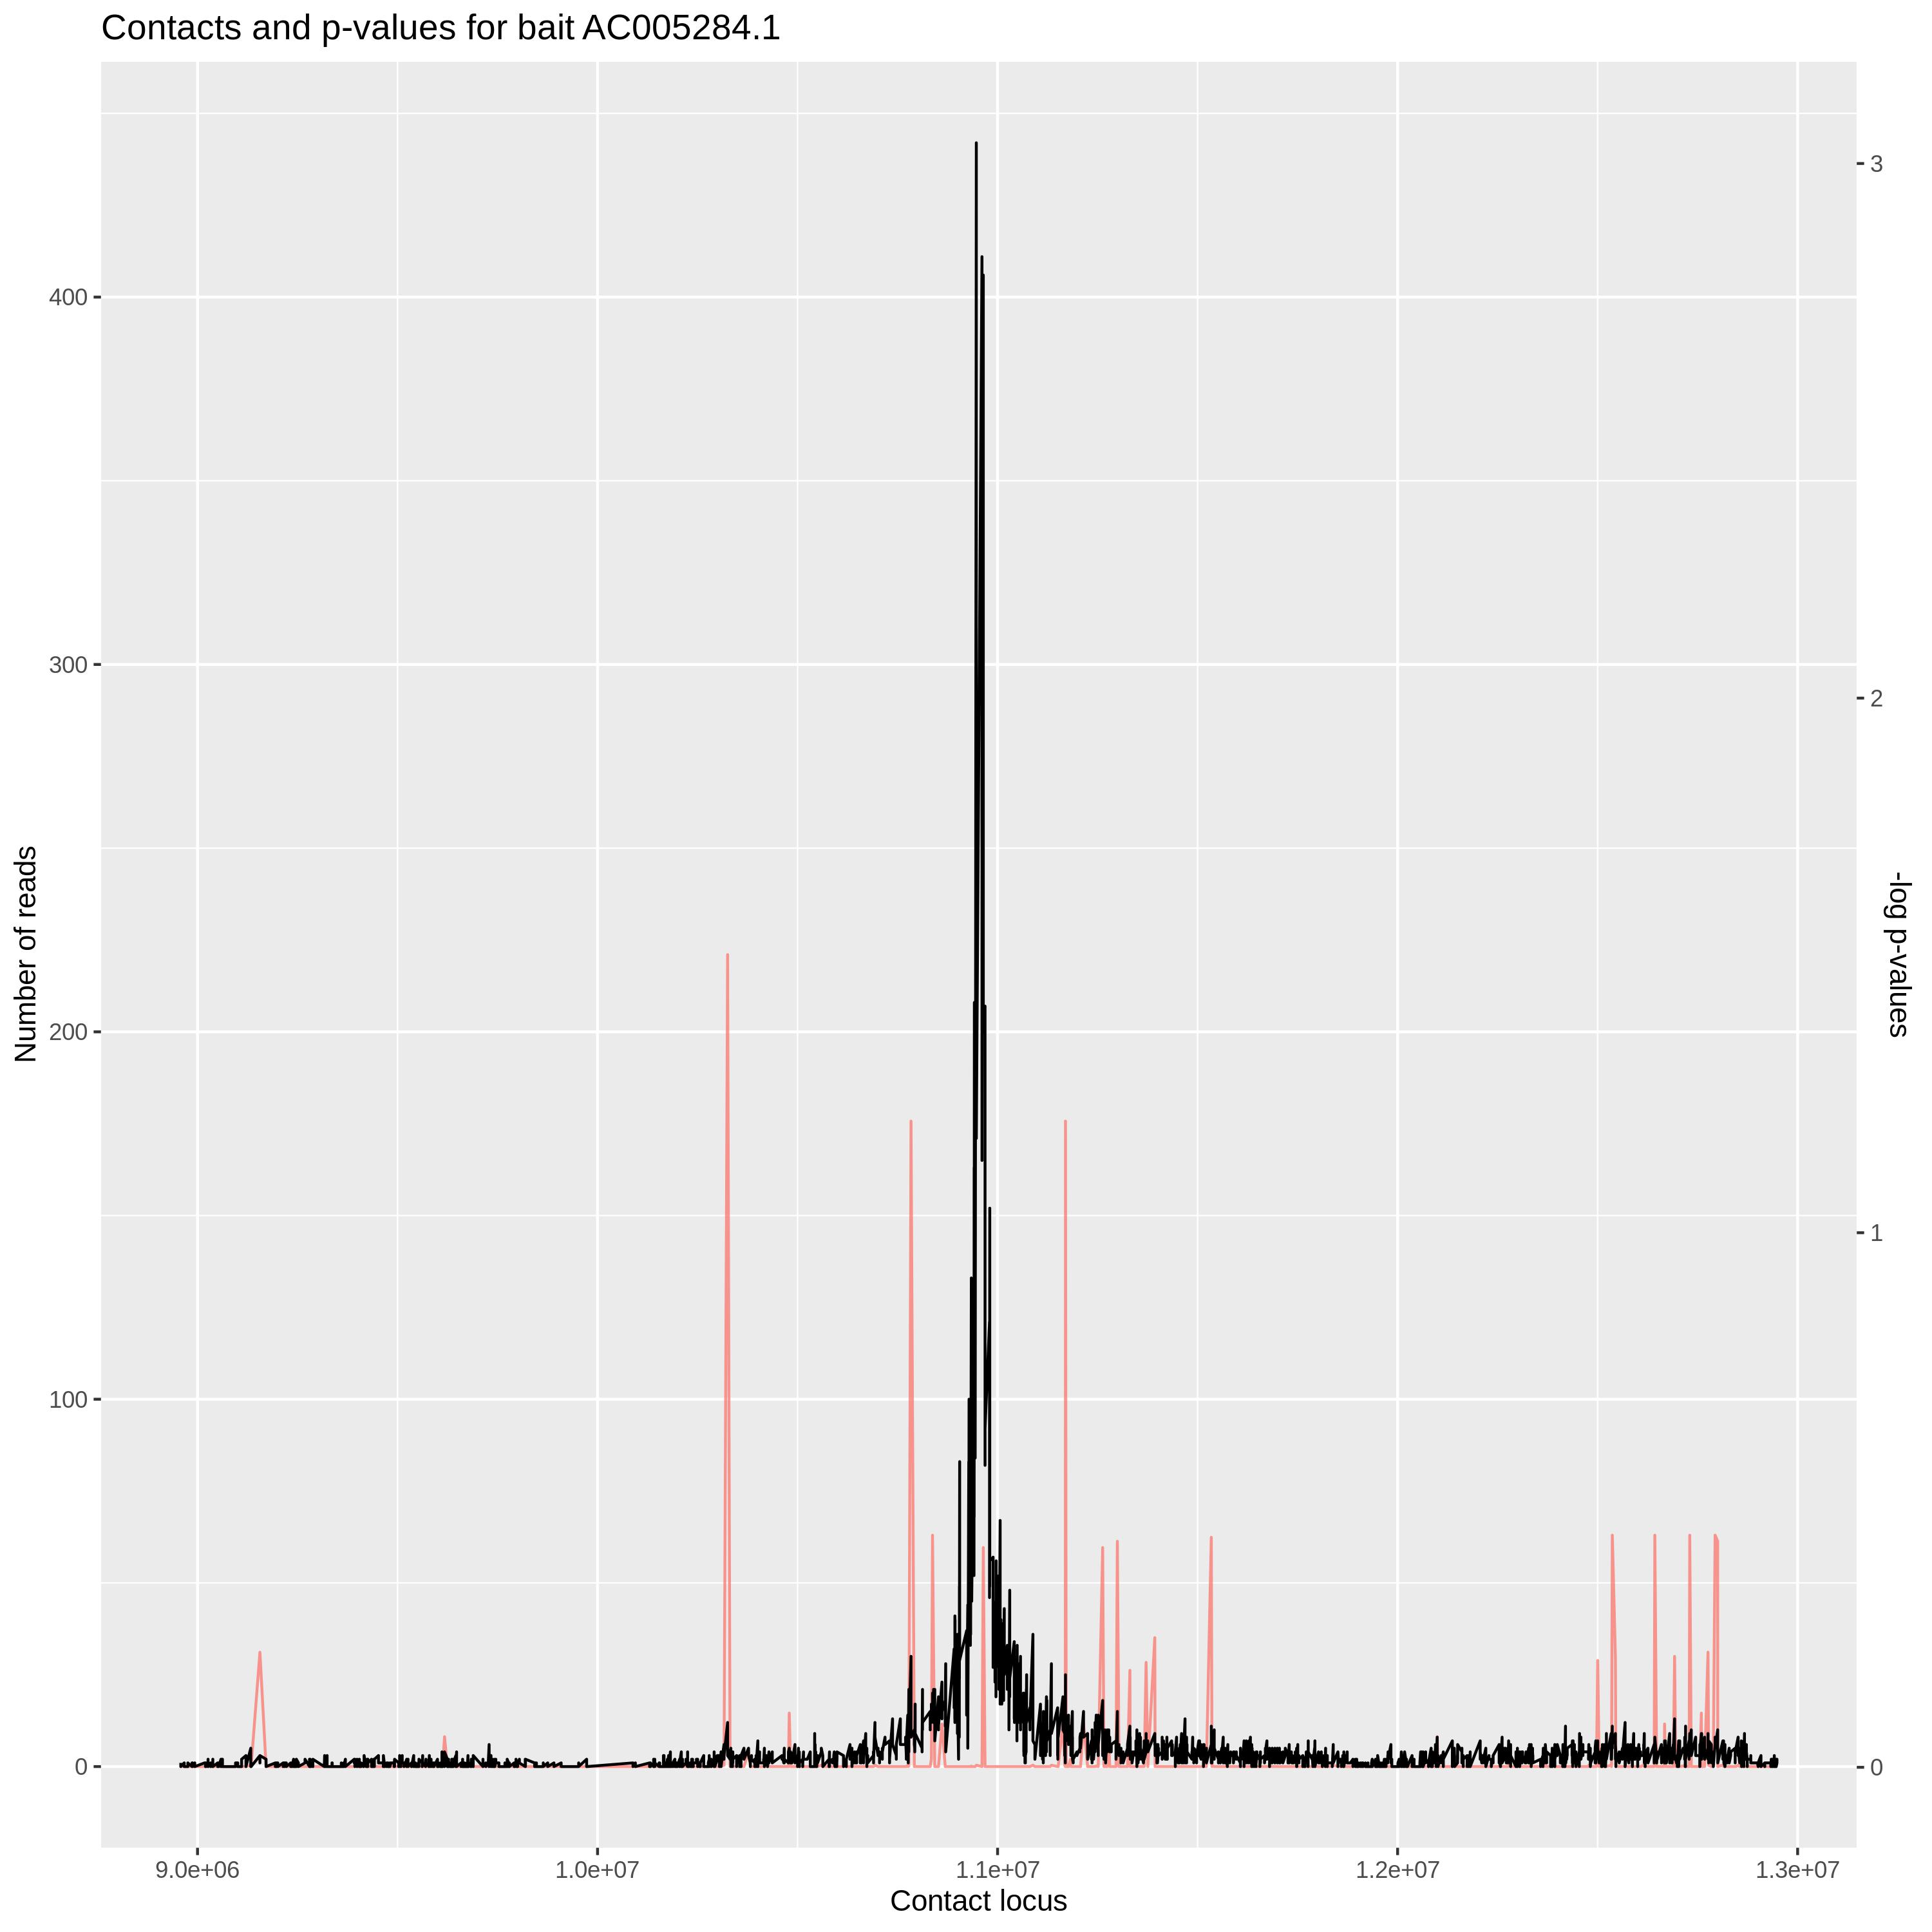 Contacts and p-values for bait AC005284.1
Number of reads
400
300
200
100
0
3
2
1
0
-log p-values
9.0e+06
1.0e+07
1.1e+07
1.2e+07
1.3e+07
Contact locus